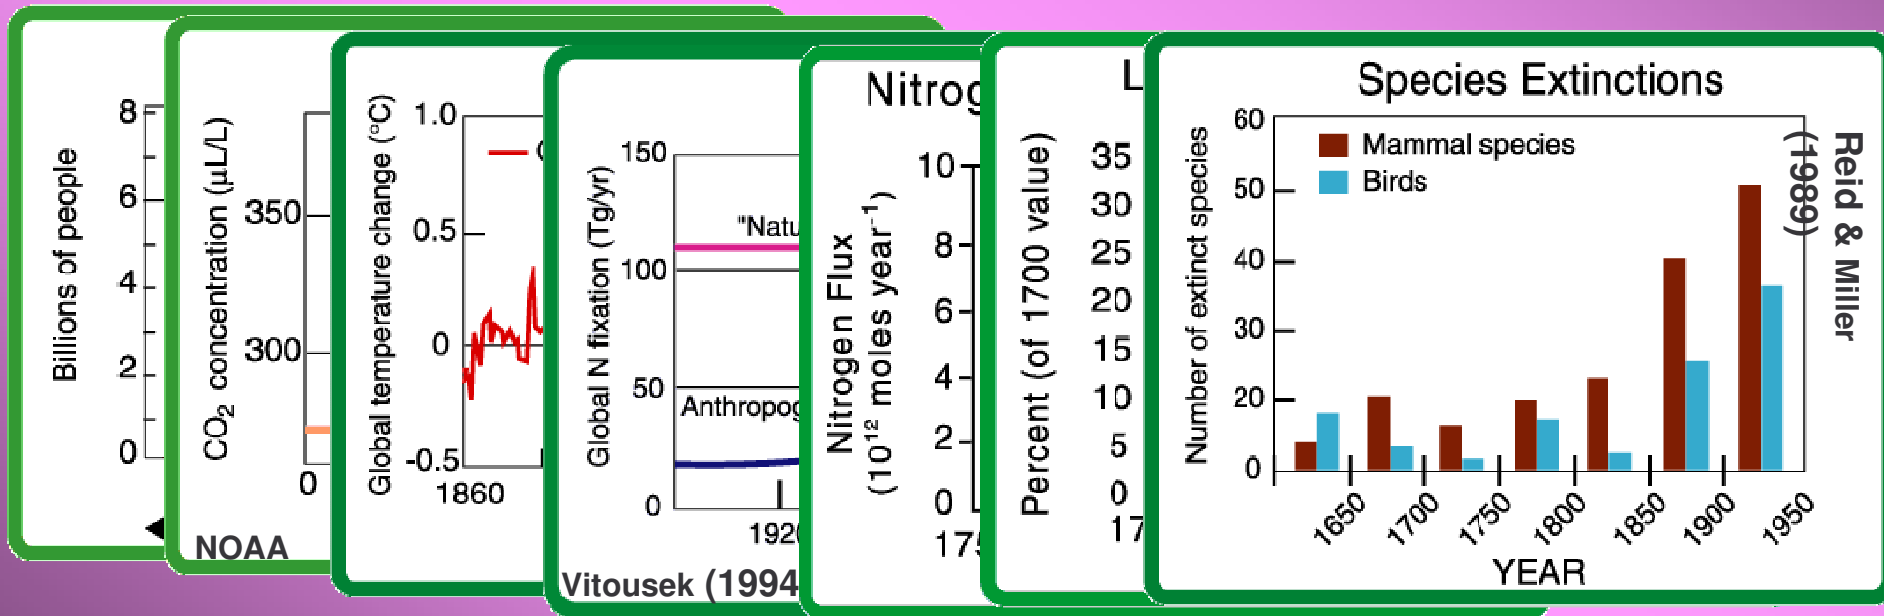 Billions of people
8
6
4
2
0
CO2 concentration (µL/L)
350
300
0
NOAA
Global temperature change (°C)
1.0
0.5
0
-0.5
1860
Global N fixation (Tg/yr)
150
100
50
0
"Natu
Anthropog
1920
Vitousek (1994
Nitrog
Nitrogen Flux
(10¹² moles year⁻¹)
10
8
6
4
2
0
175
L
Percent (of 1700 value)
35
30
25
20
15
10
5
0
17
Species Extinctions
Number of extinct species
60
50
40
30
20
0
Mammal species
Birds
1650
1700
1750
1800
1850
1900
1950
YEAR
Reid & Miller
(1989)